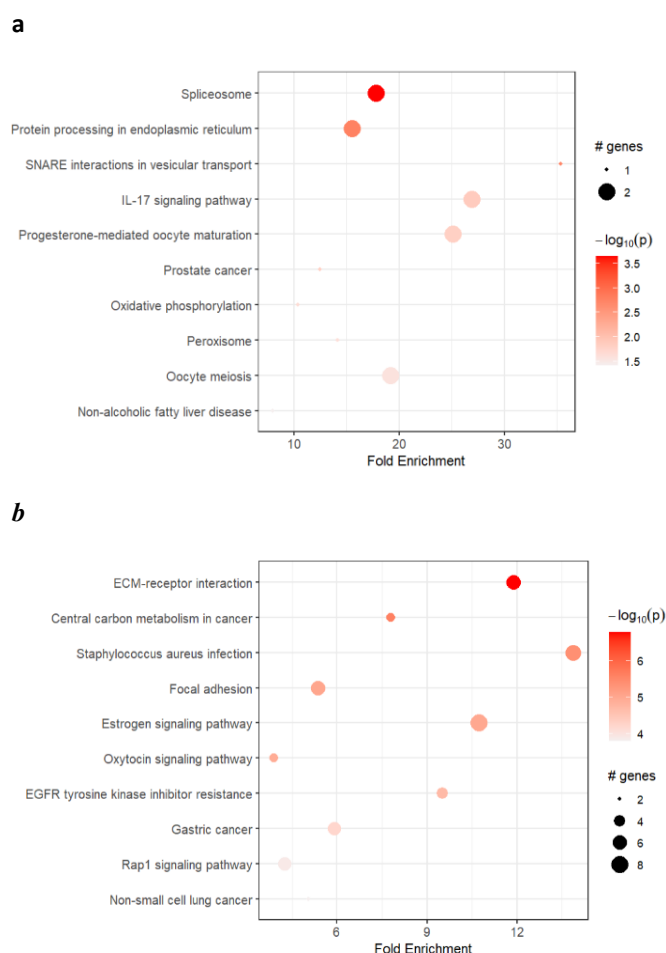 a
Spliceosome
Protein processing in endoplasmic reticulum
SNARE interactions in vesicular transport
IL-17 signaling pathway
Progesterone-mediated oocyte maturation
Prostate cancer
Oxidative phosphorylation
Peroxisome
Oocyte meiosis
Non-alcoholic fatty liver disease
10 20 30
Fold Enrichment
# genes
1
2
−log10(p)
3.5
3.0
2.5
2.0
1.5
b
ECM-receptor interaction
Central carbon metabolism in cancer
Staphylococcus aureus infection
Focal adhesion
Estrogen signaling pathway
Oxytocin signaling pathway
EGFR tyrosine kinase inhibitor resistance
Gastric cancer
Rap1 signaling pathway
Non-small cell lung cancer
6 9 12
Fold Enrichment
−log10(p)
6
5
4
# genes
2
4
6
8